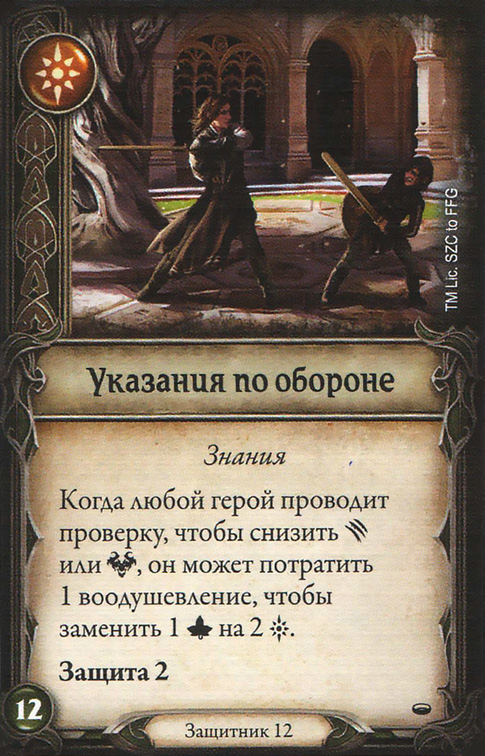 TM Lic. SZC to FFG
Указания по обороне
Знания
Когда любой герой проводит
проверку, чтобы снизить
или , он может потратить
1 воодушевление, чтобы
заменить 1 на 2 .
Защита 2
12
Защитник 12